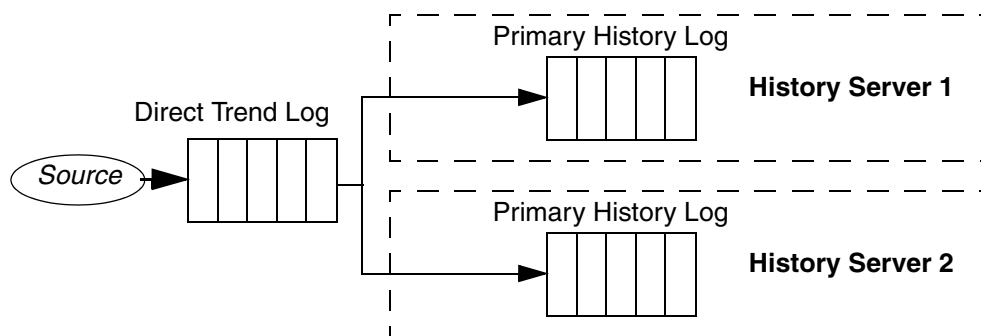 Primary History Log
History Server 1
Direct Trend Log
Source
Primary History Log
History Server 2